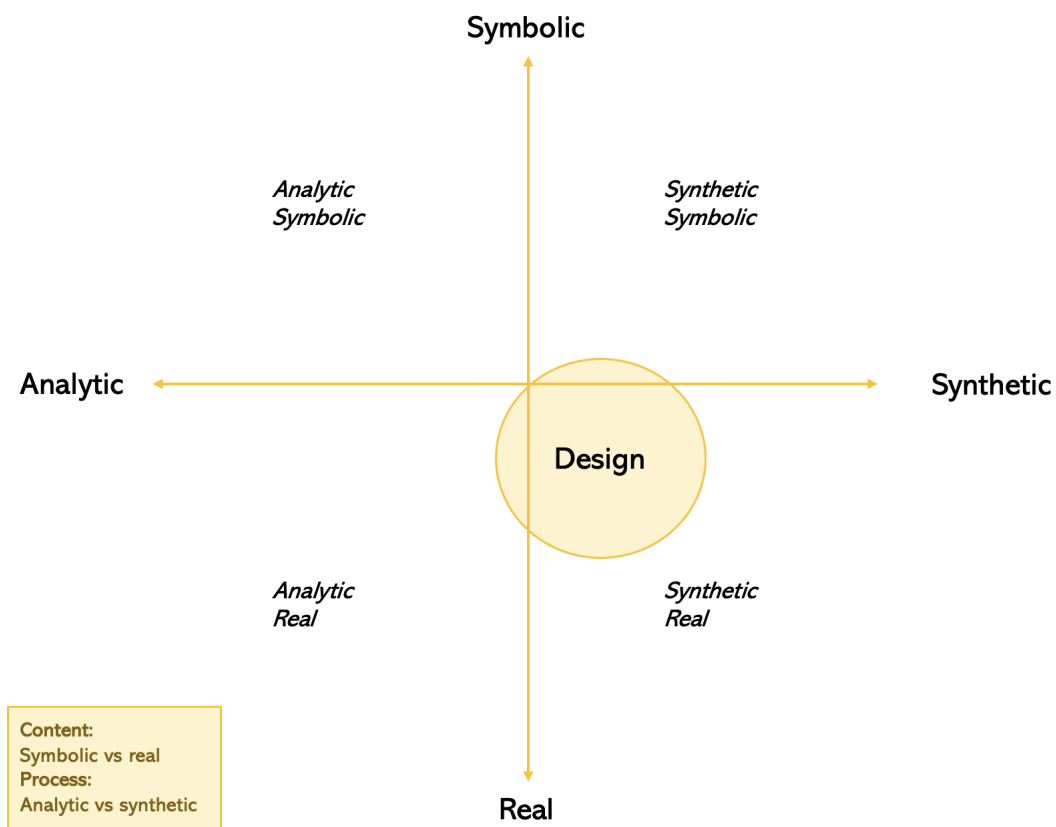 Symbolic
Analytic
Symbolic
Synthetic
Symbolic
Analytic
Synthetic
Design
Analytic
Real
Synthetic
Real
Content:
Symbolic vs real
Process:
Analytic vs synthetic
Real